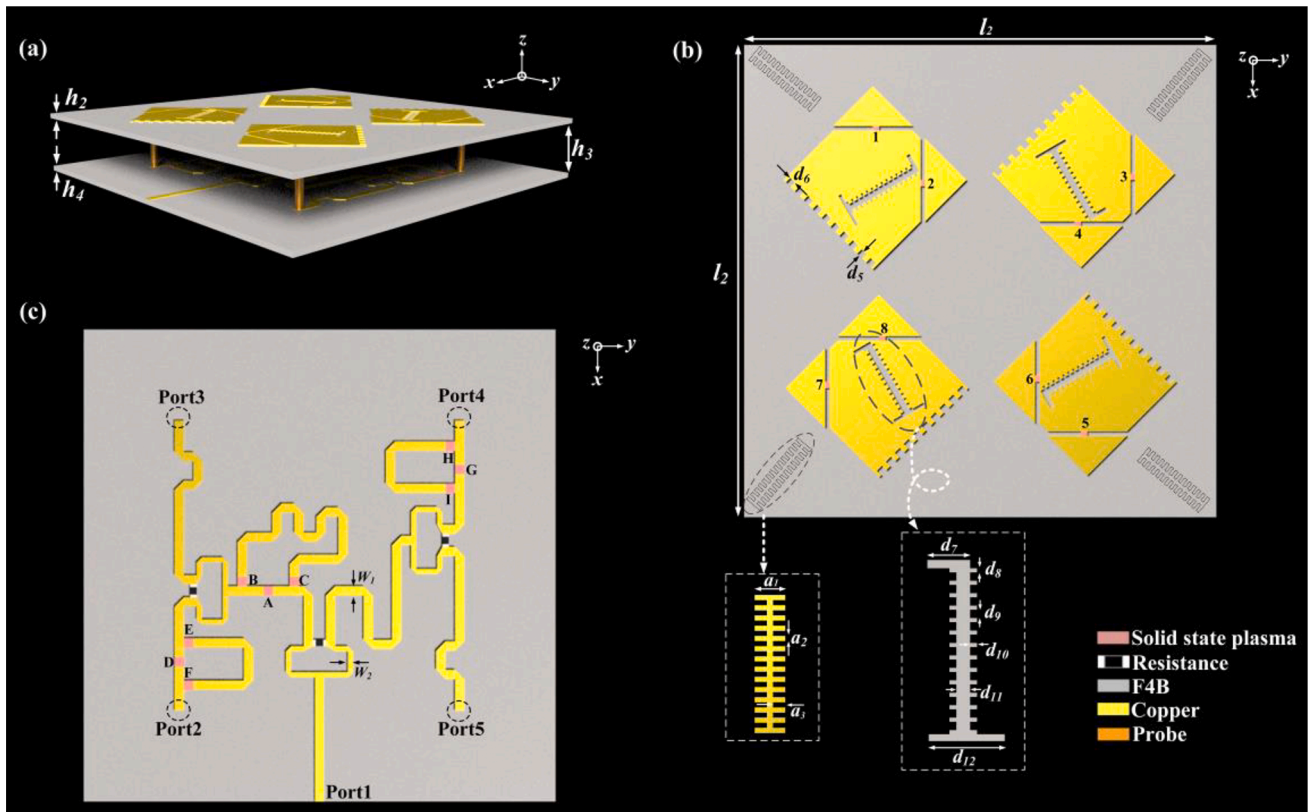 (a)
z
x
y
h2
h3
h4
(b)
l2
l2
z
y
x
1
2
3
4
d6
d5
8
7
6
5
a1
a2
a3
d7
d8
d9
d10
d11
d12
Solid state plasma
Resistance
F4B
Copper
Probe
(c)
z
y
x
Port3
Port4
H
G
I
B
C
A
W1
E
D
F
W2
Port2
Port5
Port1